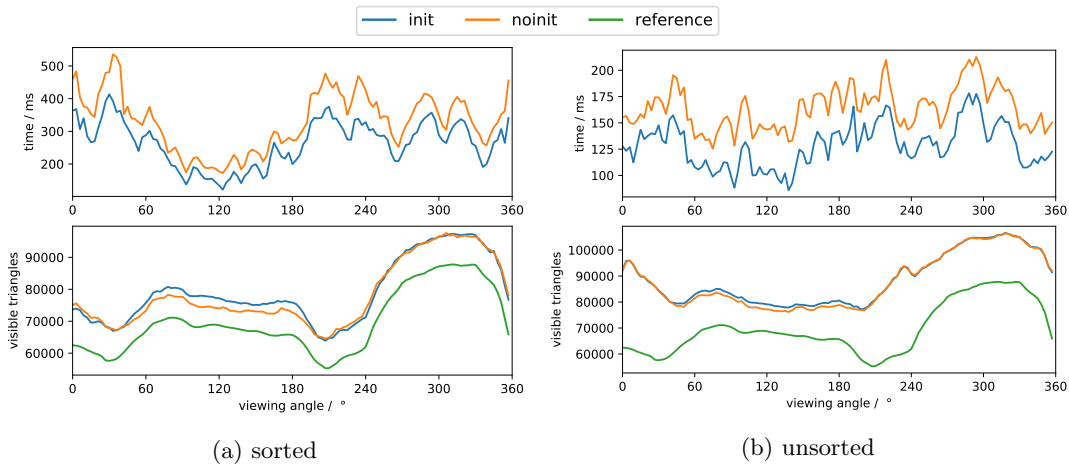 init noinit reference
time / ms
500
400
300
200
0 60 120 180 240 300 360
visible triangles
90000
80000
70000
60000
0 60 120 180 240 300 360
viewing angle / °
(a) sorted
time / ms
200
175
150
125
100
0 60 120 180 240 300 360
visible triangles
100000
90000
80000
70000
60000
0 60 120 180 240 300 360
viewing angle / °
(b) unsorted